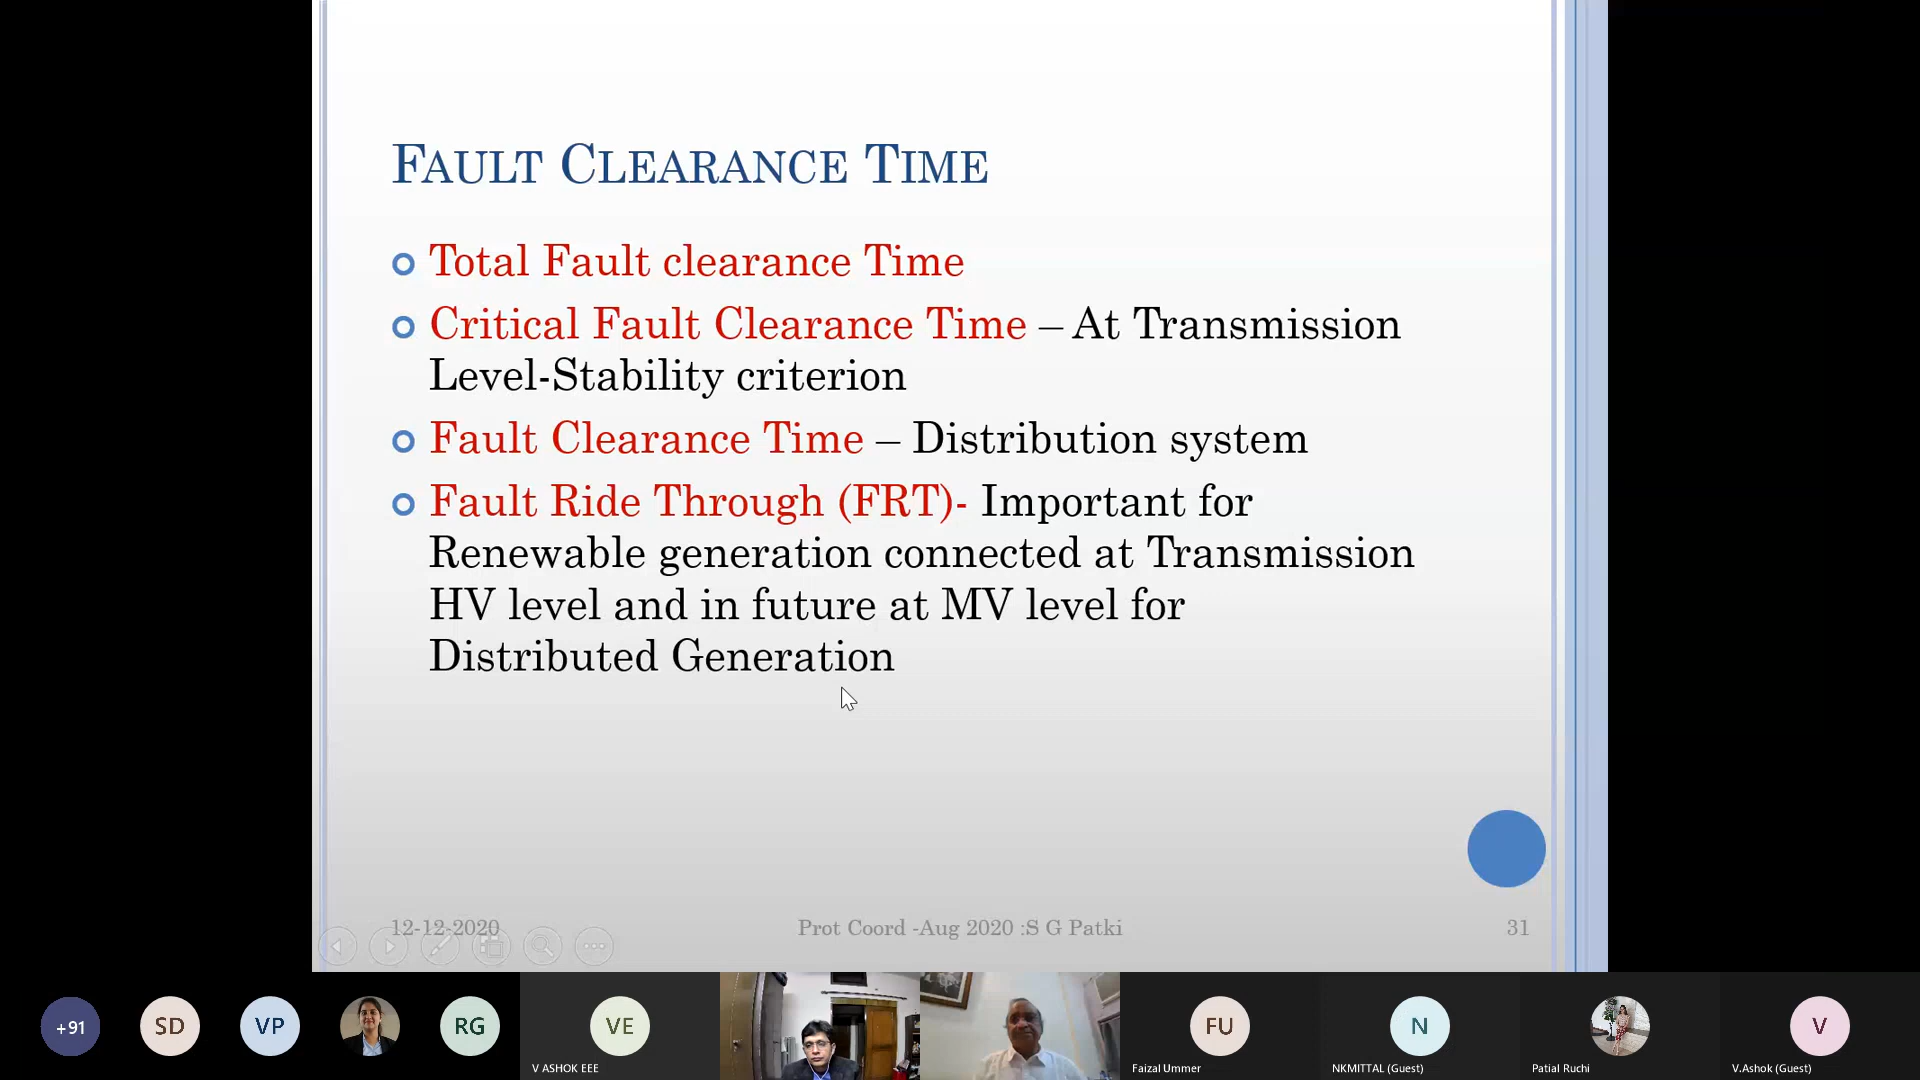 FAULT CLEARANCE TIME
Total Fault clearance Time
Critical Fault Clearance Time – At Transmission
Level-Stability criterion
Fault Clearance Time – Distribution system
Fault Ride Through (FRT)- Important for
Renewable generation connected at Transmission
HV level and in future at MV level for
Distributed Generation
12-12-2020
Prot Coord -Aug 2020 :S G Patki
31
+91
SD
VP
RG
VE
V ASHOK EEE
FU
Faizal Ummer
N
NKMITTAL (Guest)
Patial Ruchi
V
V.Ashok (Guest)